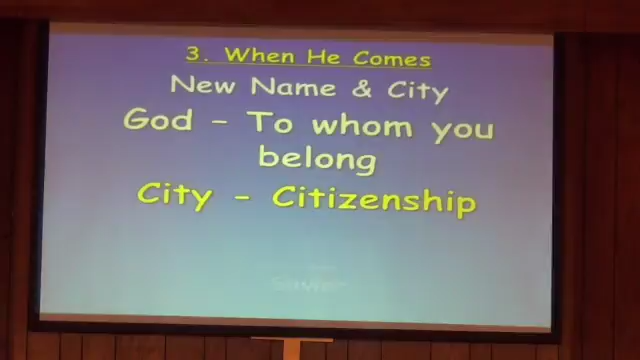 3. When He Comes
New Name & City
God - To whom you
belong
City - Citizenship